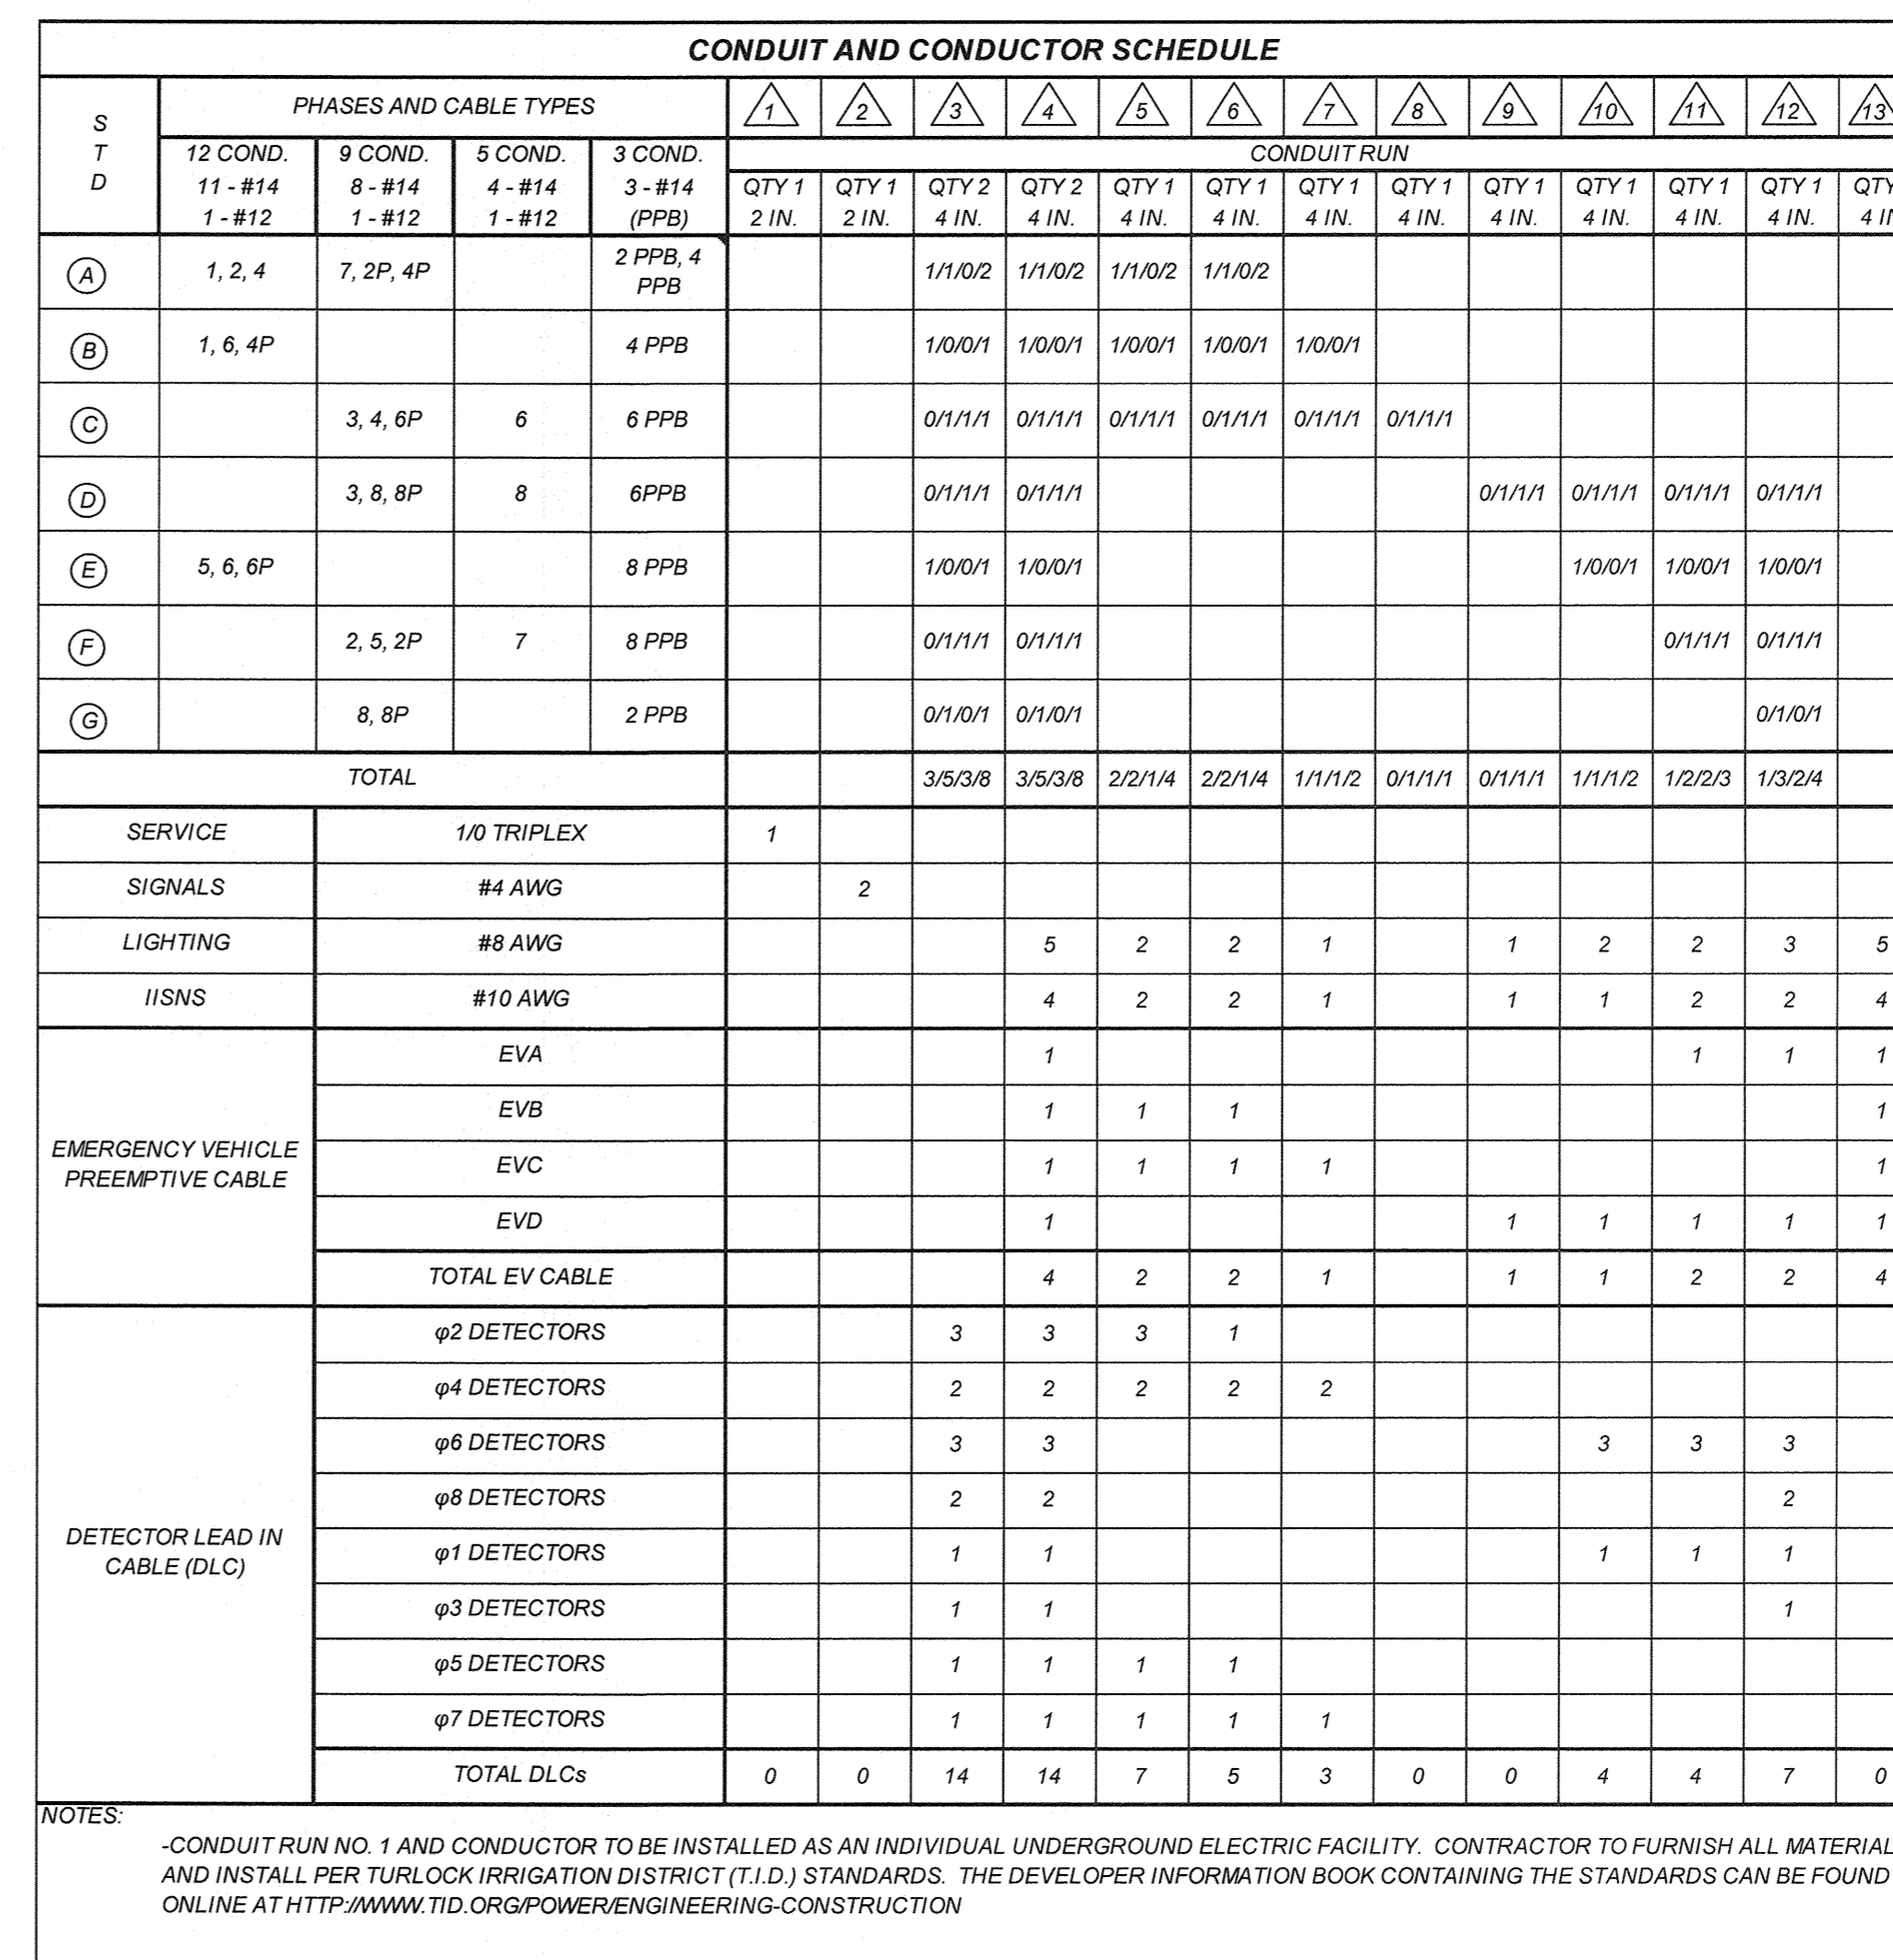 CONDUIT AND CONDUCTOR SCHEDULE
S T D
PHASES AND CABLE TYPES
1 2 3 4 5 6 7 8 9 10 11 12 13
12 COND. 9 COND. 5 COND. 3 COND. CONDUIT RUN
11 - #14 8 - #14 4 - #14 3 - #14 QTY 1 QTY 1 QTY 2 QTY 2 QTY 1 QTY 1 QTY 1 QTY 1 QTY 1 QTY 1 QTY 1 QTY 1
1 - #12 1 - #12 1 - #12 (PPB) 2 IN. 2 IN. 4 IN. 4 IN. 4 IN. 4 IN. 4 IN. 4 IN. 4 IN. 4 IN. 4 IN. 4 IN.
A 1, 2, 4 7, 2P, 4P 2 PPB, 4 PPB 1/1/0/2 1/1/0/2 1/1/0/2 1/1/0/2
B 1, 6, 4P 4 PPB 1/0/0/1 1/0/0/1 1/0/0/1 1/0/0/1 1/0/0/1
C 3, 4, 6P 6 6 PPB 0/1/1/1 0/1/1/1 0/1/1/1 0/1/1/1 0/1/1/1 0/1/1/1
D 3, 8, 8P 8 6PPB 0/1/1/1 0/1/1/1 0/1/1/1 0/1/1/1 0/1/1/1 0/1/1/1
E 5, 6, 6P 8 PPB 1/0/0/1 1/0/0/1 1/0/0/1 1/0/0/1 1/0/0/1
F 2, 5, 2P 7 8 PPB 0/1/1/1 0/1/1/1 0/1/1/1 0/1/1/1
G 8, 8P 2 PPB 0/1/0/1 0/1/0/1 0/1/0/1
TOTAL 3/5/3/8 3/5/3/8 2/2/1/4 2/2/1/4 1/1/1/2 0/1/1/1 0/1/1/1 1/1/1/2 1/2/2/3 1/3/2/4
SERVICE 1/0 TRIPLEX 1
SIGNALS #4 AWG 2
LIGHTING #8 AWG 5 2 2 1 1 2 2 3 5
IISNS #10 AWG 4 2 2 1 1 1 2 2 4
EMERGENCY VEHICLE
PREEMPTIVE CABLE
EVA 1 1 1 1
EVB 1 1 1 1
EVC 1 1 1 1 1
EVD 1 1 1 1 1 1
TOTAL EV CABLE 4 2 2 1 1 1 2 2 4
DETECTOR LEAD IN
CABLE (DLC)
φ2 DETECTORS 3 3 3 1
φ4 DETECTORS 2 2 2 2 2
φ6 DETECTORS 3 3 3 3 3
φ8 DETECTORS 2 2 2
φ1 DETECTORS 1 1 1 1 1
φ3 DETECTORS 1 1 1
φ5 DETECTORS 1 1 1 1
φ7 DETECTORS 1 1 1 1 1
TOTAL DLCs 0 0 14 14 7 5 3 0 0 4 4 7 0
NOTES:
-CONDUIT RUN NO. 1 AND CONDUCTOR TO BE INSTALLED AS AN INDIVIDUAL UNDERGROUND ELECTRIC FACILITY. CONTRACTOR TO FURNISH ALL MATERIAL
AND INSTALL PER TURLOCK IRRIGATION DISTRICT (T.I.D.) STANDARDS. THE DEVELOPER INFORMATION BOOK CONTAINING THE STANDARDS CAN BE FOUND
ONLINE AT HTTP://WWW.TID.ORG/POWER/ENGINEERING-CONSTRUCTION